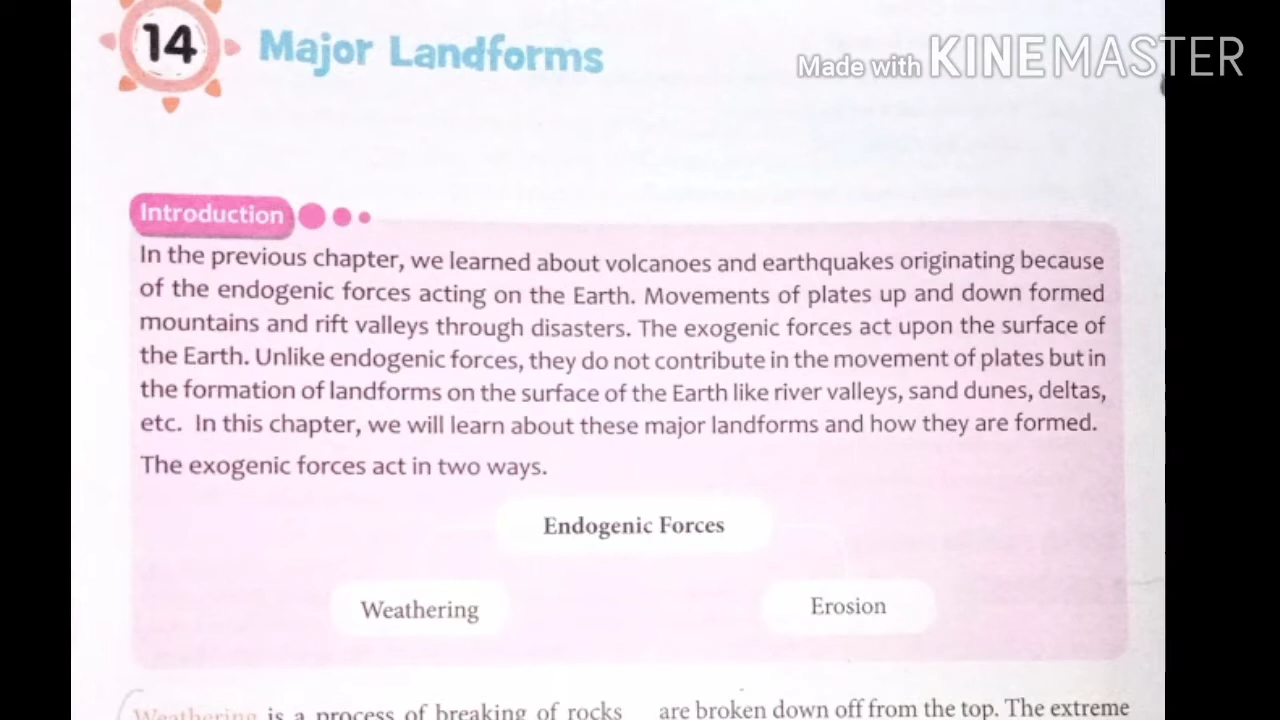 14 Major Landforms
Made with KINEMASTER
Introduction
In the previous chapter, we learned about volcanoes and earthquakes originating because
of the endogenic forces acting on the Earth. Movements of plates up and down formed
mountains and rift valleys through disasters. The exogenic forces act upon the surface of
the Earth. Unlike endogenic forces, they do not contribute in the movement of plates but in
the formation of landforms on the surface of the Earth like river valleys, sand dunes, deltas,
etc. In this chapter, we will learn about these major landforms and how they are formed.
The exogenic forces act in two ways.
Endogenic Forces
Weathering
Erosion
Weathering is a process of breaking of rocks
are broken down off from the top. The extreme